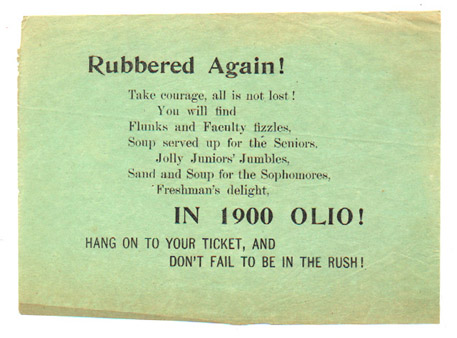 Rubbered Again!
Take courage, all is not lost!
You will find
Flunks and Faculty fizzles,
Soup served up for the Seniors,
Jolly Juniors' Jumbles,
Sand and Soup for the Sophomores,
Freshman's delight,
IN 1900 OLIO!
HANG ON TO YOUR TICKET, AND
DON'T FAIL TO BE IN THE RUSH!